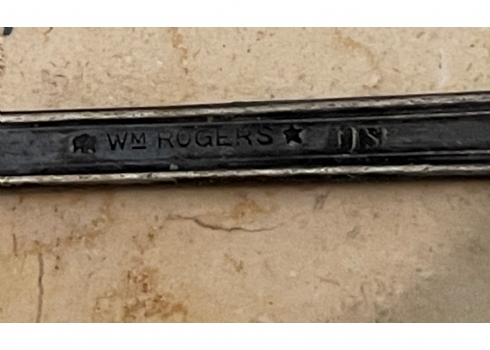 WM ROGERS ★ IS